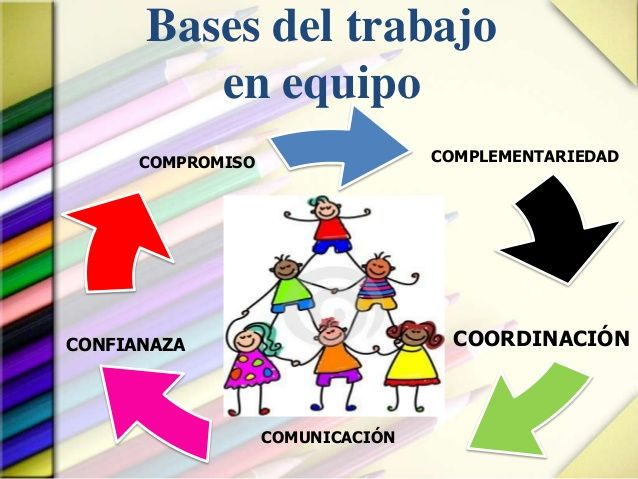 Bases del trabajo
en equipo
COMPROMISO
COMPLEMENTARIEDAD
CONFIANAZA
COORDINACIÓN
COMUNICACIÓN